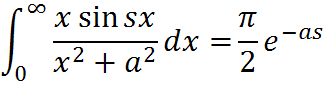 ∫₀^∞ (x sin sx)/(x² + a²) dx = π/2 e^{−as}